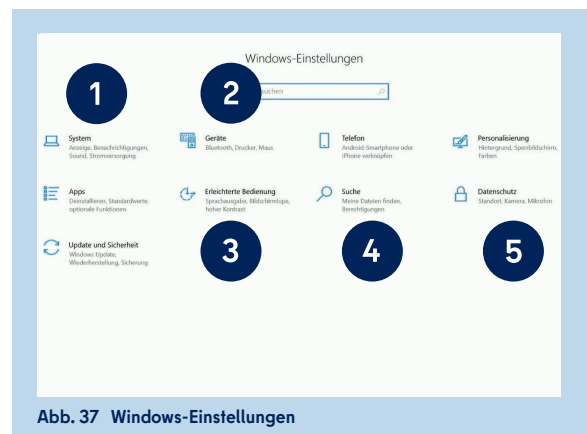 Windows-Einstellungen
1
2
suchen
System
Anzeige, Benachrichtigungen,
Sound, Stromversorgung
Geräte
Bluetooth, Drucker, Maus
Telefon
Android-Smartphone oder
iPhone verknüpfen
Personalisierung
Hintergrund, Sperrbildschirm,
Farben
Apps
Deinstallieren, Standardwerte,
optionale Funktionen
Erleichterte Bedienung
Sprachausgabe, Bildschirmlupe,
hoher Kontrast
Suche
Meine Dateien finden,
Berechtigungen
Datenschutz
Standort, Kamera, Mikrofon
Update und Sicherheit
Windows Update,
Wiederherstellung, Sicherung
3
4
5
Abb. 37 Windows-Einstellungen